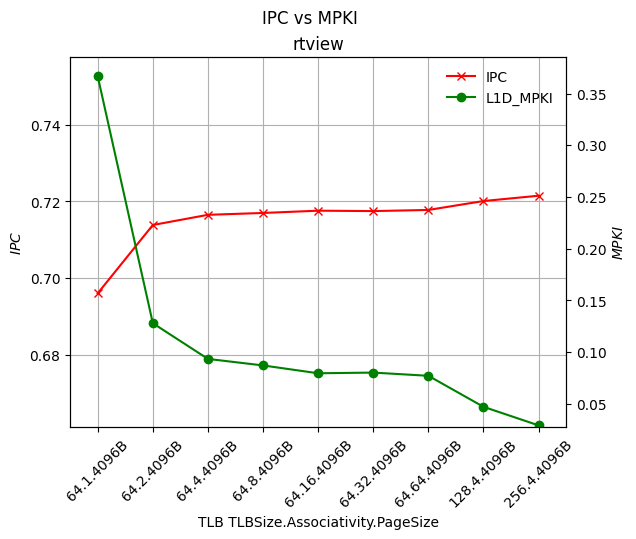 IPC vs MPKI
rtview
IPC
L1D_MPKI
0.74
0.72
0.70
0.68
IPC
0.35
0.30
0.25
0.20
0.15
0.10
0.05
MPKI
64.1.4096B
64.2.4096B
64.4.4096B
64.8.4096B
64.16.4096B
64.32.4096B
64.64.4096B
128.4.4096B
256.4.4096B
TLB TLBSize.Associativity.PageSize